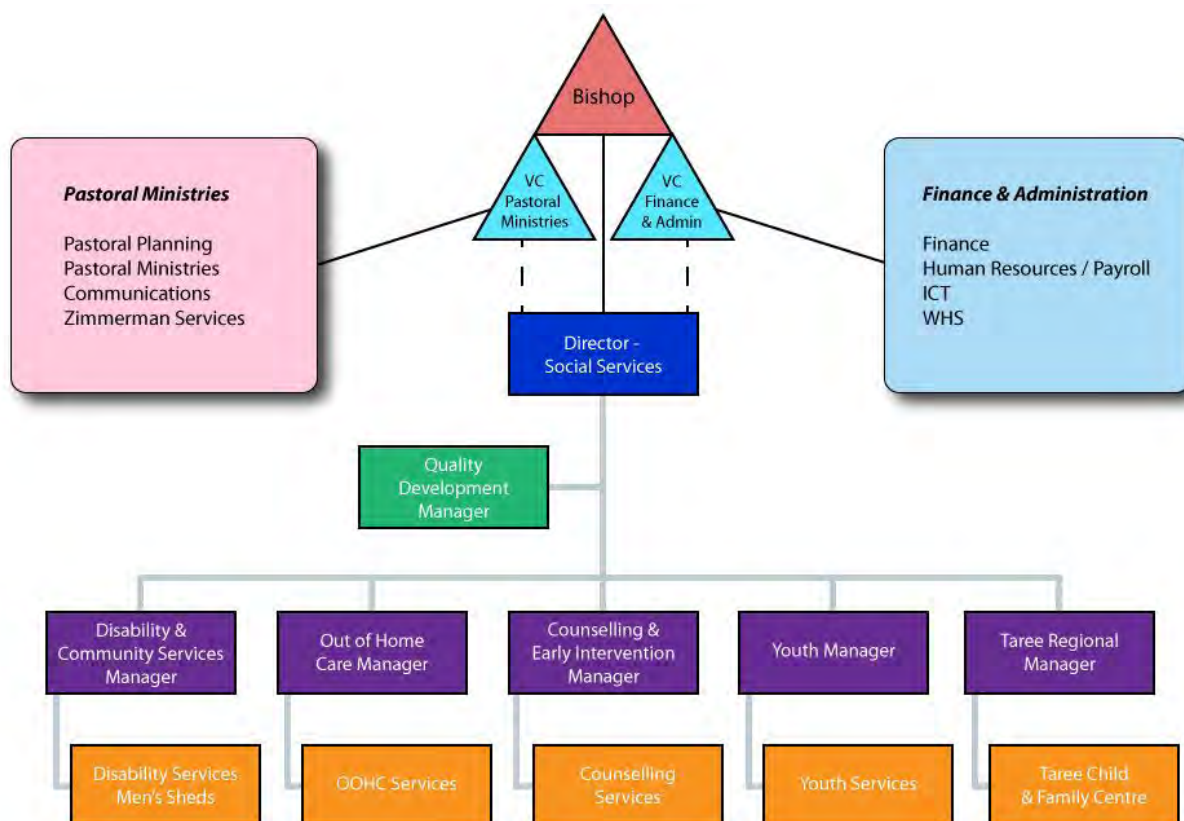 Bishop
VC
Pastoral
Ministries
VC
Finance
& Admin
Pastoral Ministries
Pastoral Planning
Pastoral Ministries
Communications
Zimmerman Services
Finance & Administration
Finance
Human Resources / Payroll
ICT
WHS
Director -
Social Services
Quality
Development
Manager
Disability &
Community Services
Manager
Out of Home
Care Manager
Counselling &
Early Intervention
Manager
Youth Manager
Taree Regional
Manager
Disability Services
Men's Sheds
OOHC Services
Counselling
Services
Youth Services
Taree Child
& Family Centre